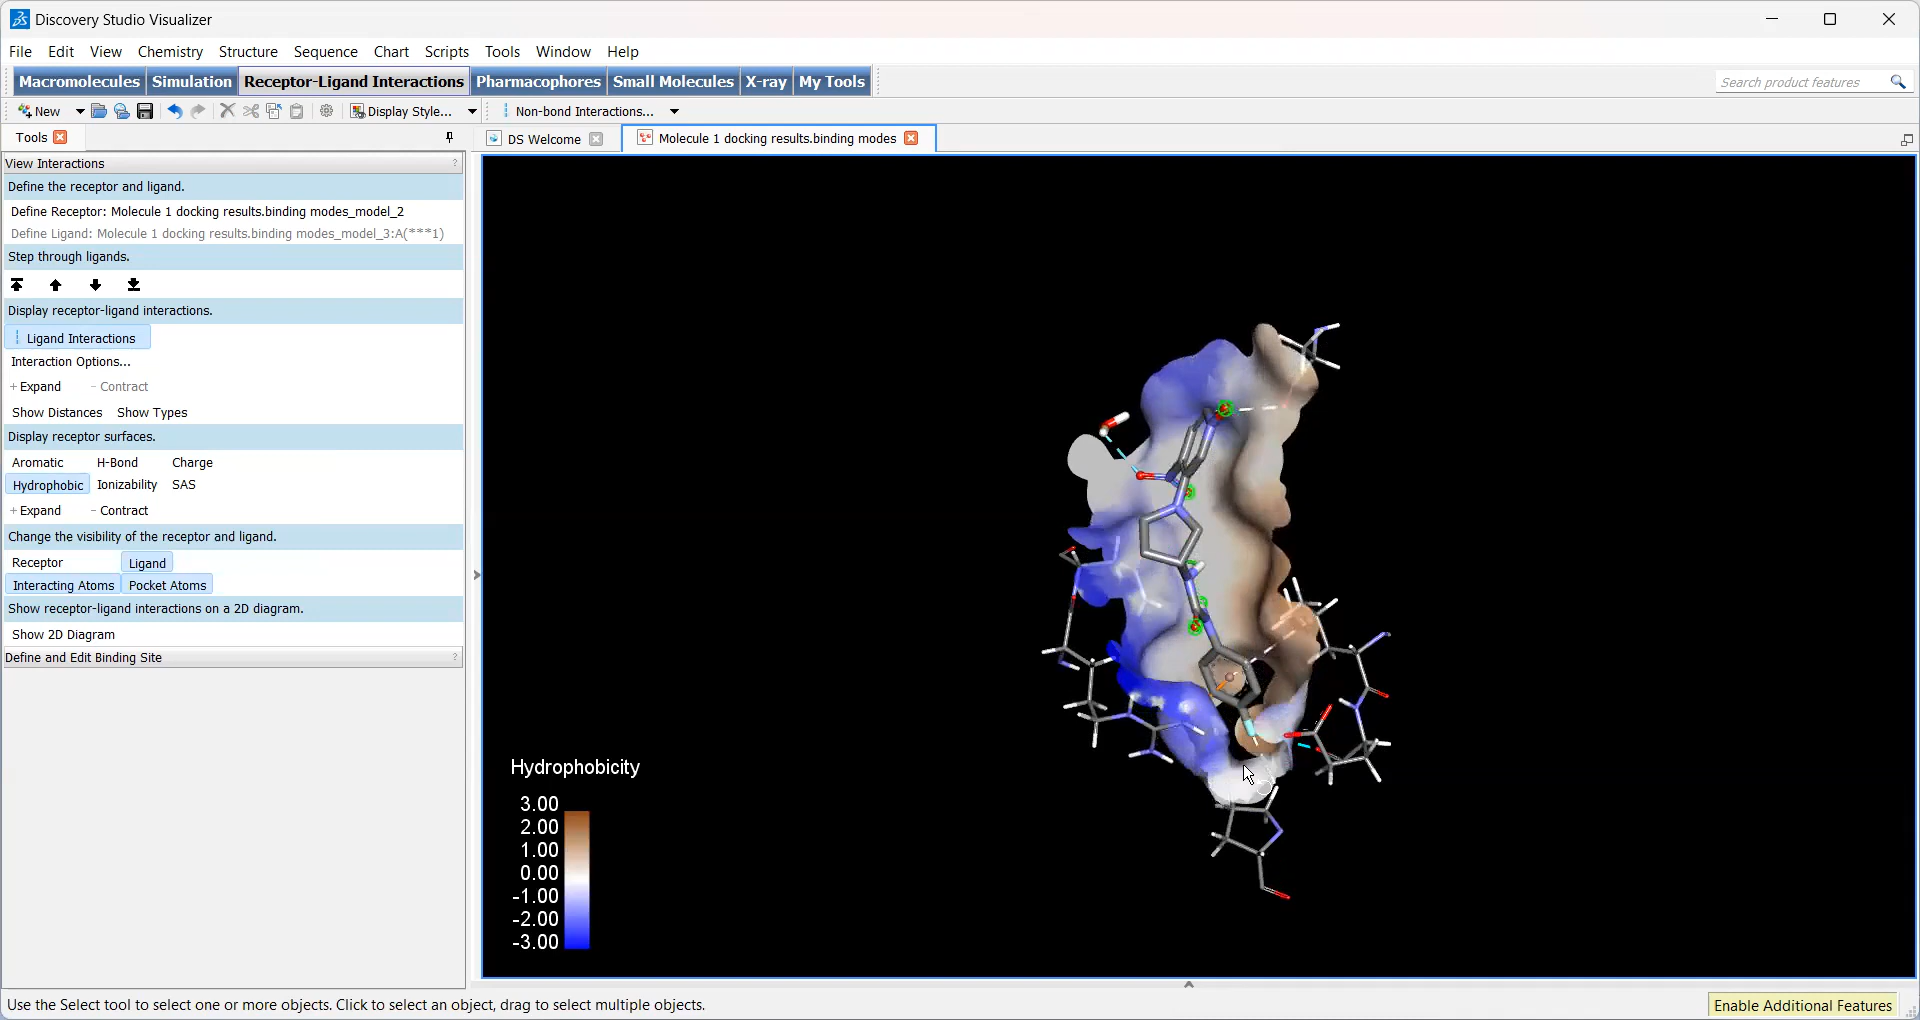 Discovery Studio Visualizer
File Edit View Chemistry Structure Sequence Chart Scripts Tools Window Help
Macromolecules Simulation Receptor-Ligand Interactions Pharmacophores Small Molecules X-ray My Tools
Search product features
New Display Style... Non-bond Interactions...
Tools
DS Welcome Molecule 1 docking results.binding modes
View Interactions ?
Define the receptor and ligand.
Define Receptor: Molecule 1 docking results.binding modes_model_2
Define Ligand: Molecule 1 docking results.binding modes_model_3:A(***1)
Step through ligands.
Display receptor-ligand interactions.
Ligand Interactions
Interaction Options...
+ Expand - Contract
Show Distances Show Types
Display receptor surfaces.
Aromatic H-Bond Charge
Hydrophobic Ionizability SAS
+ Expand - Contract
Change the visibility of the receptor and ligand.
Receptor Ligand
Interacting Atoms Pocket Atoms
Show receptor-ligand interactions on a 2D diagram.
Show 2D Diagram
Define and Edit Binding Site ?
Hydrophobicity
3.00
2.00
1.00
0.00
-1.00
-2.00
-3.00
Use the Select tool to select one or more objects. Click to select an object, drag to select multiple objects.
Enable Additional Features